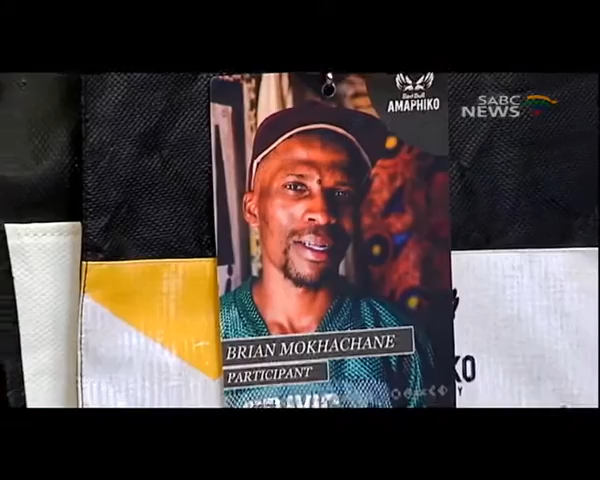 Red Bull
AMAPHIKO
SABC
NEWS
BRIAN MOKHACHANE
PARTICIPANT
KO
Y